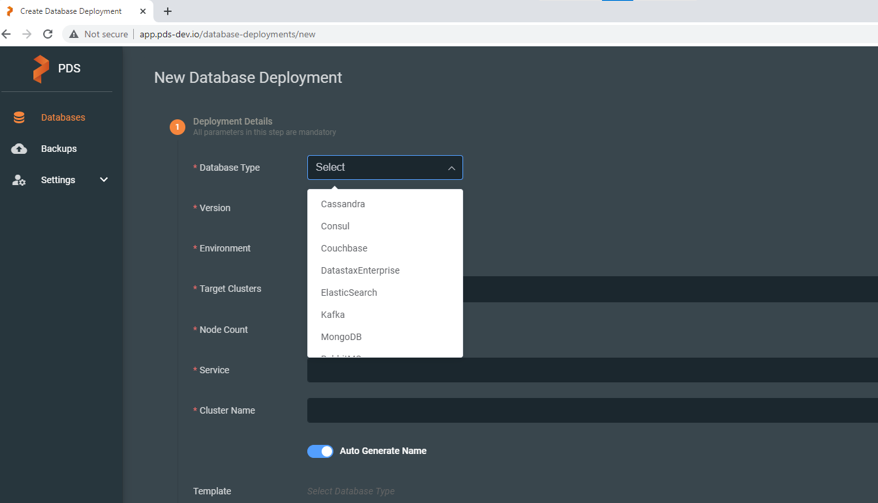 Create Database Deployment
Not secure
app.pds-dev.io/database-deployments/new
PDS
New Database Deployment
Databases
Backups
Settings
1
Deployment Details
All parameters in this step are mandatory
* Database Type
Select
Cassandra
Consul
Couchbase
DatastaxEnterprise
ElasticSearch
Kafka
MongoDB
* Version
* Environment
* Target Clusters
* Node Count
* Service
* Cluster Name
Auto Generate Name
Template
Select Database Type